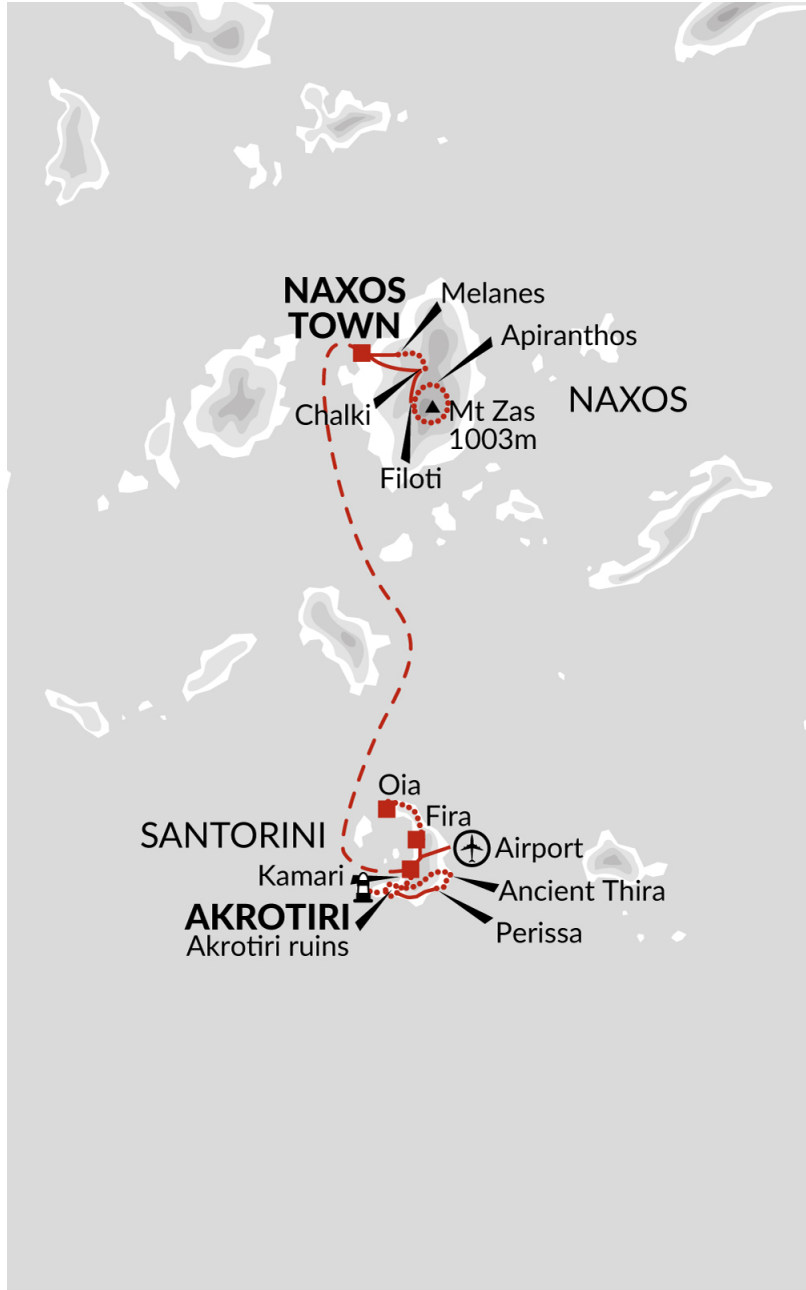 NAXOS
TOWN
Melanes
Apiranthos
Chalki
Mt Zas
1003m
NAXOS
Filoti
Oia
SANTORINI
Fira
Airport
Kamari
Ancient Thira
AKROTIRI
Akrotiri ruins
Perissa